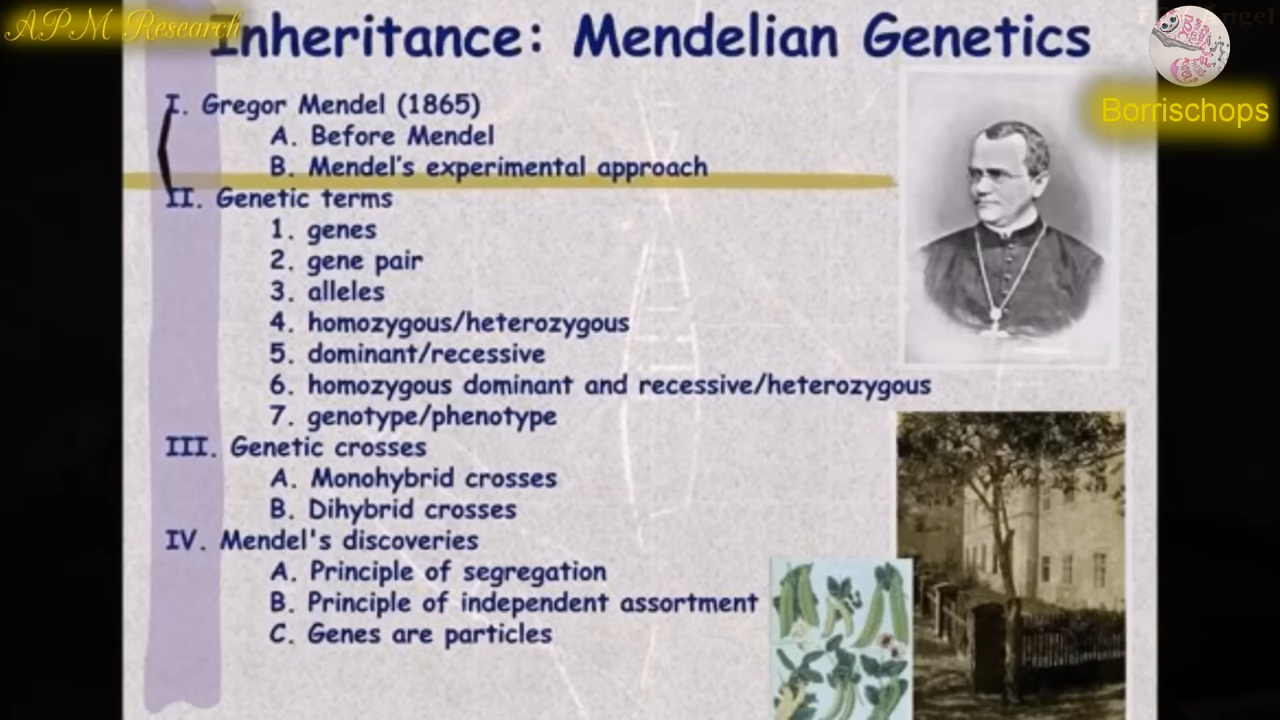 APM Research
Inheritance: Mendelian Genetics
Borrischops
I. Gregor Mendel (1865)
A. Before Mendel
B. Mendel's experimental approach
II. Genetic terms
1. genes
2. gene pair
3. alleles
4. homozygous/heterozygous
5. dominant/recessive
6. homozygous dominant and recessive/heterozygous
7. genotype/phenotype
III. Genetic crosses
A. Monohybrid crosses
B. Dihybrid crosses
IV. Mendel's discoveries
A. Principle of segregation
B. Principle of independent assortment
C. Genes are particles